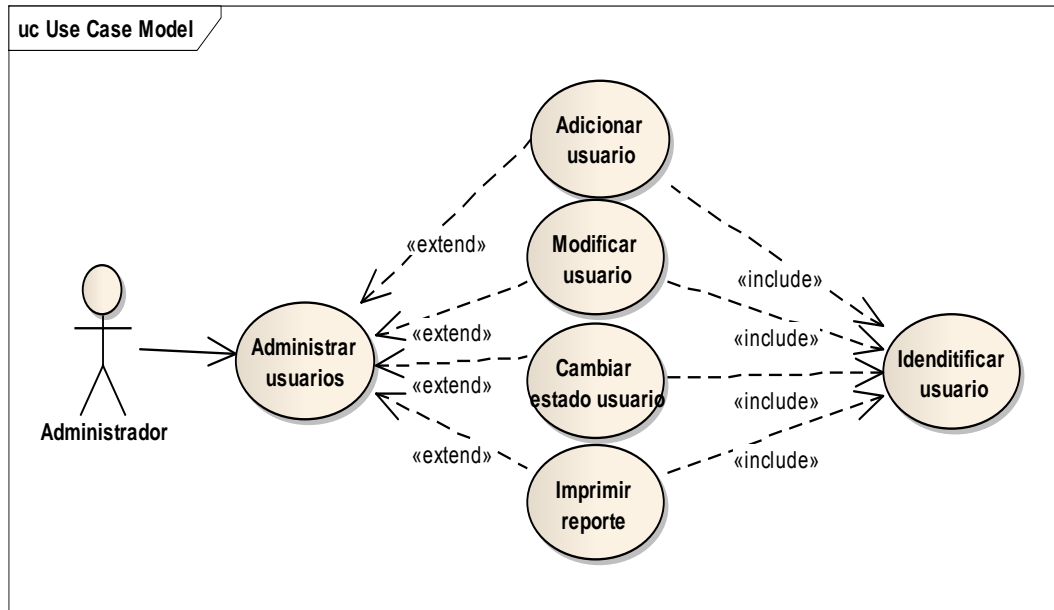 uc Use Case Model
Adicionar
usuario
«extend»
Modificar
usuario
«include»
Administrar
usuarios
«extend»
«include»
Cambiar
estado usuario
«extend»
«include»
Idenditificar
usuario
Administrador
«extend»
«include»
Imprimir
reporte